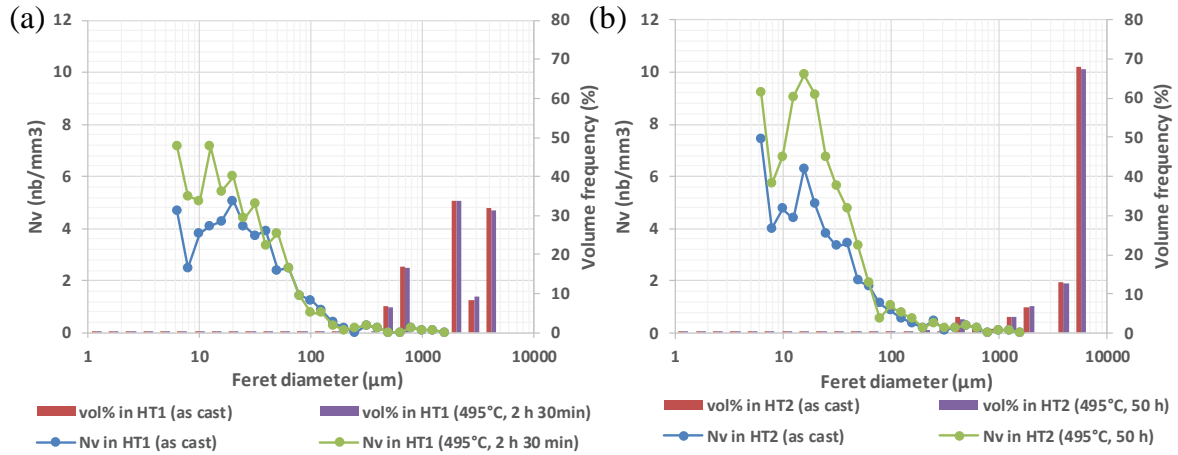 (a)
12
10
8
6
4
2
0
Nv (nb/mm3)
80
70
60
50
40
30
20
10
0
Volume frequency (%)
1 10 100 1000 10000
Feret diameter (µm)
vol% in HT1 (as cast) vol% in HT1 (495°C, 2 h 30min)
Nv in HT1 (as cast) Nv in HT1 (495°C, 2 h 30 min)
(b)
12
10
8
6
4
2
0
Nv (nb/mm3)
80
70
60
50
40
30
20
10
0
Volume frequency (%)
1 10 100 1000 10000
Feret diameter (µm)
vol% in HT2 (as cast) vol% in HT2 (495°C, 50 h)
Nv in HT2 (as cast) Nv in HT2 (495°C, 50 h)